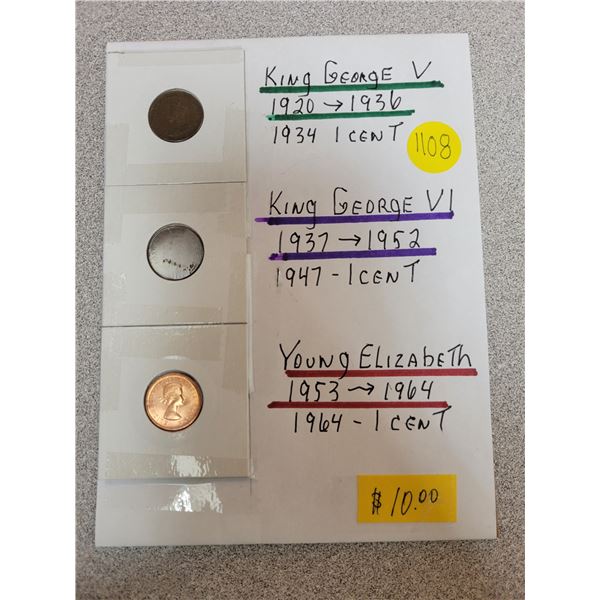 KING GEORGE V
1920 → 1936
1934 1 CENT
1108
KING GEORGE VI
1937 → 1952
1947 - 1 CENT
YOUNG ELIZABETH
1953 → 1964
1964 - 1 CENT
$10.00